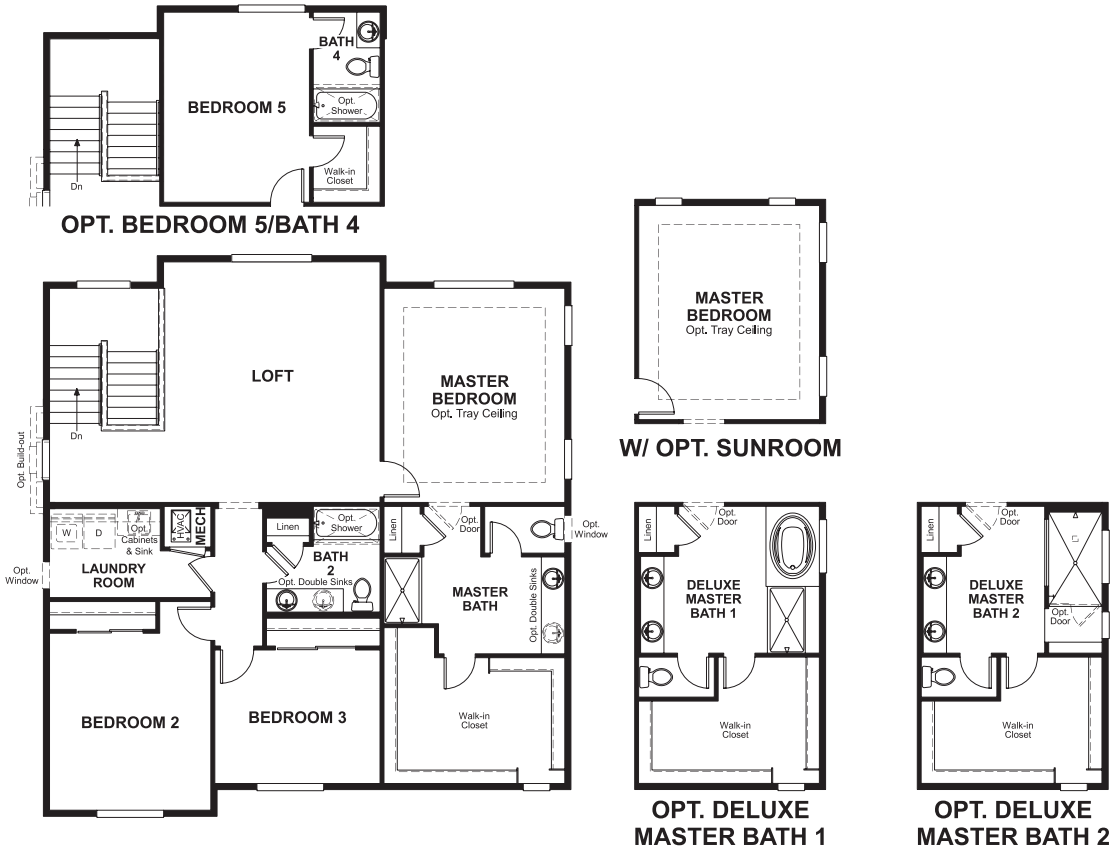 BATH
4
BEDROOM 5
Opt.
Shower
Walk-in
Closet
Dn
OPT. BEDROOM 5/BATH 4
LOFT
MASTER
BEDROOM
Opt. Tray Ceiling
Dn
Opt. Build-out
MASTER
BEDROOM
Opt. Tray Ceiling
W/ OPT. SUNROOM
W
D
Opt.
Cabinets
& Sink
HVAC
MECH
LAUNDRY
ROOM
Opt.
Window
Linen
Opt.
Shower
BATH
2
Opt. Double Sinks
Linen
Opt.
Door
Opt.
Window
MASTER
BATH
Opt. Double Sinks
BEDROOM 2
BEDROOM 3
Walk-in
Closet
Linen
Opt.
Door
DELUXE
MASTER
BATH 1
Walk-in
Closet
OPT. DELUXE
MASTER BATH 1
Linen
Opt.
Door
DELUXE
MASTER
BATH 2
Opt.
Door
Walk-in
Closet
OPT. DELUXE
MASTER BATH 2